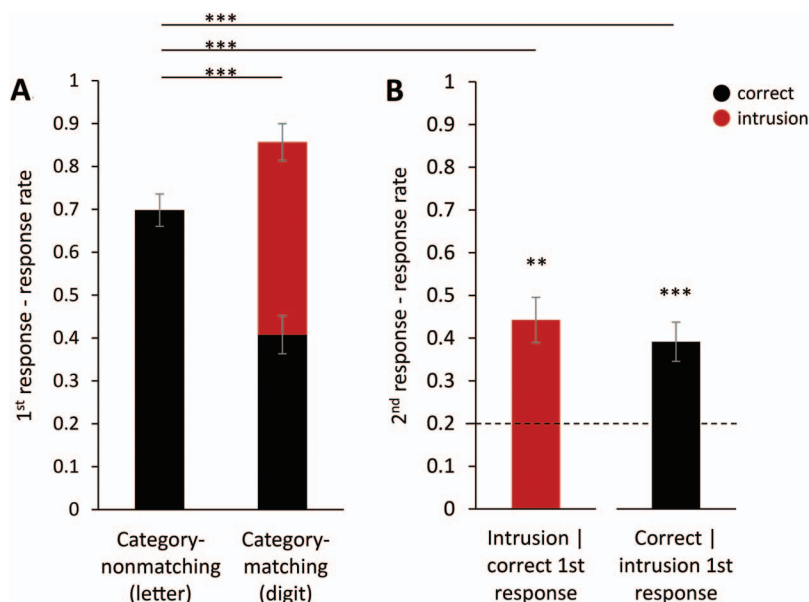 ***
***
***
A
1
0.9
0.8
0.7
0.6
0.5
0.4
0.3
0.2
0.1
0
1st response - response rate
Category-
nonmatching
(letter)
Category-
matching
(digit)
B
correct
intrusion
1
0.9
0.8
0.7
0.6
0.5
0.4
0.3
0.2
0.1
0
2nd response - response rate
**
***
Intrusion |
correct 1st
response
Correct |
intrusion 1st
response